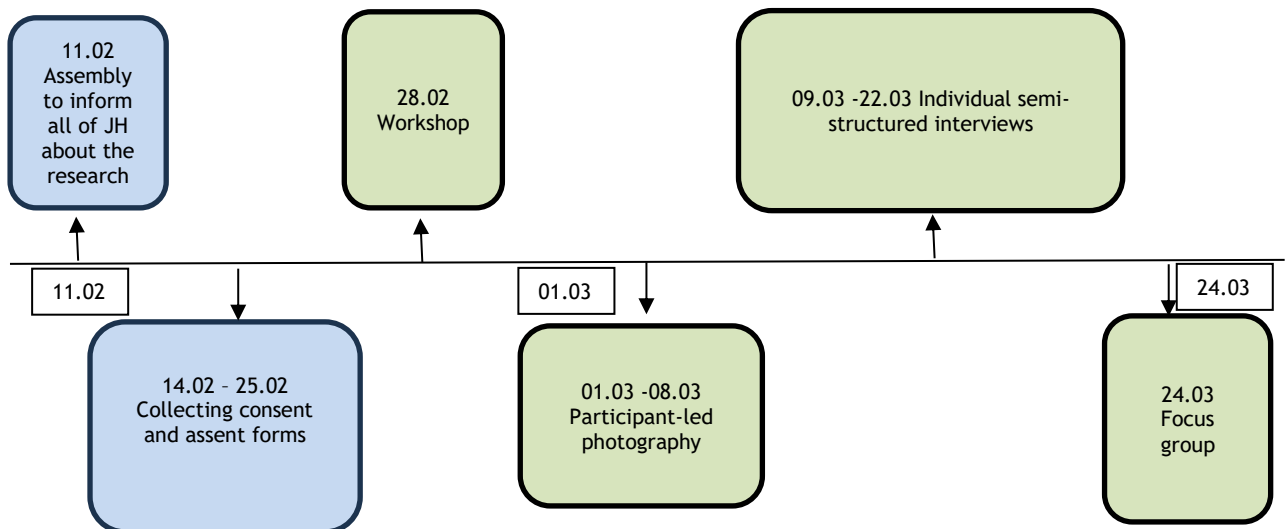 11.02
Assembly
to inform
all of JH
about the
research
28.02
Workshop
09.03 -22.03 Individual semi-
structured interviews
11.02
01.03
24.03
14.02 – 25.02
Collecting consent
and assent forms
01.03 -08.03
Participant-led
photography
24.03
Focus
group